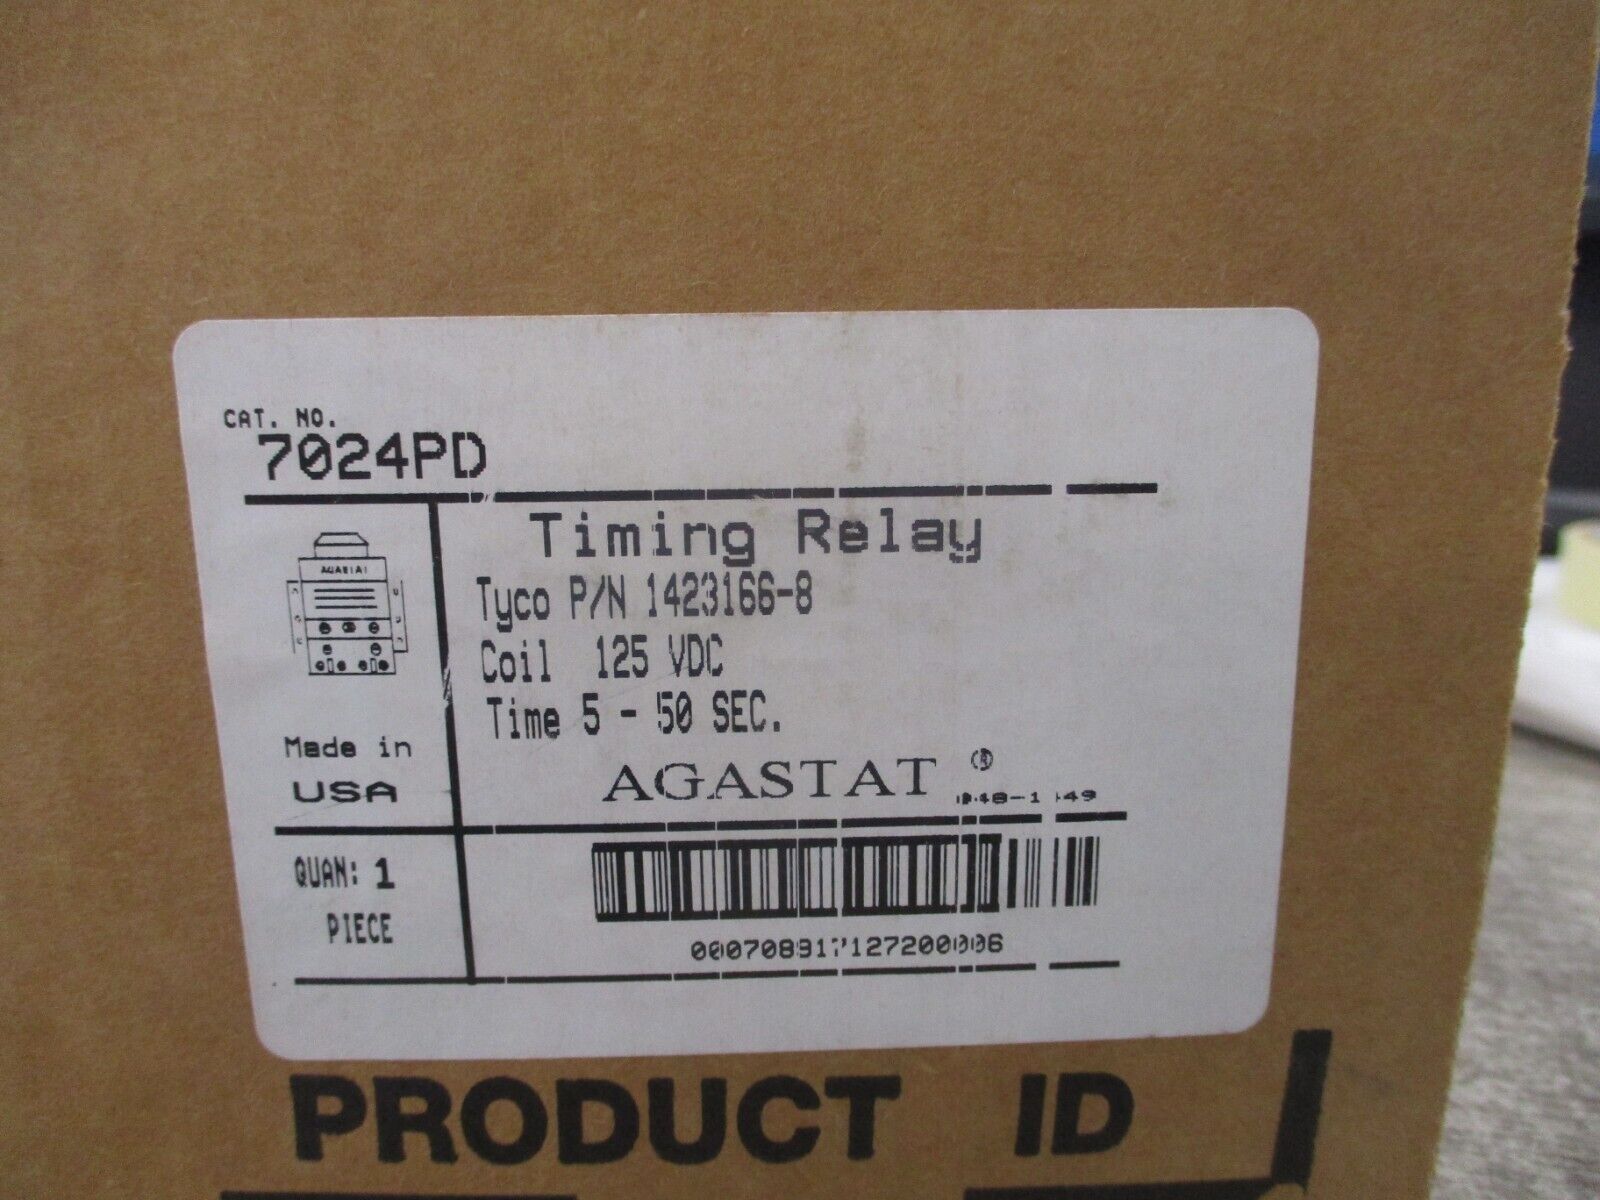 CAT. NO.
7024PD
Timing Relay
Tyco P/N 1423166-8
Coil 125 VDC
Time 5 - 50 SEC.
AGASTAT ®
Made in
USA
QUAN: 1
PIECE
PRODUCT ID